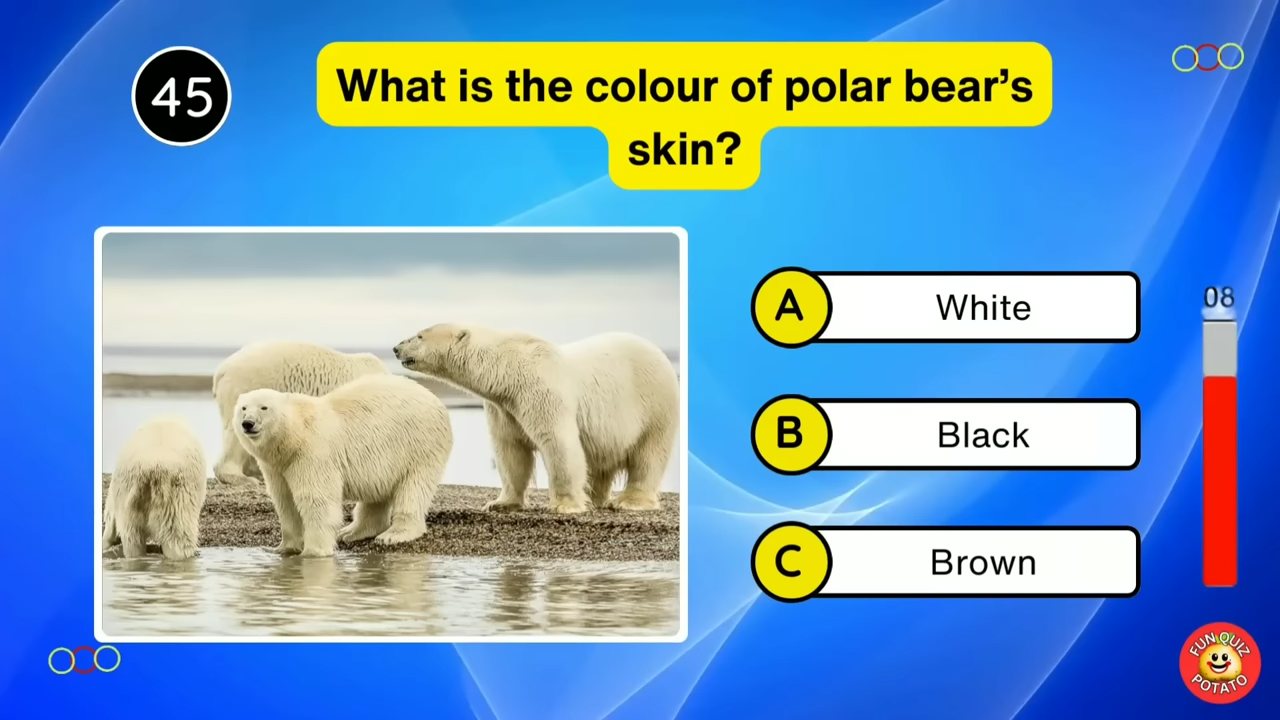 45
What is the colour of polar bear's
skin?
A White
08
B Black
C Brown
FUN QUIZ
POTATO